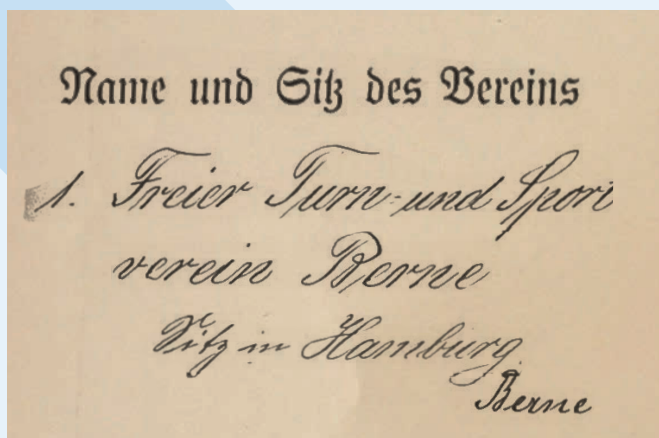 Name und Sitz des Vereins
1. Freier Turn- und Sport
verein Berne
Sitz in Hamburg
Berne